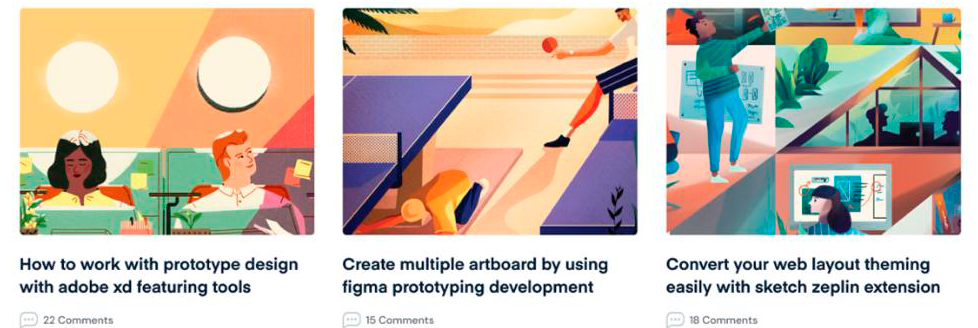 How to work with prototype design
with adobe xd featuring tools
22 Comments
Create multiple artboard by using
figma prototyping development
15 Comments
Convert your web layout theming
easily with sketch zeplin extension
18 Comments